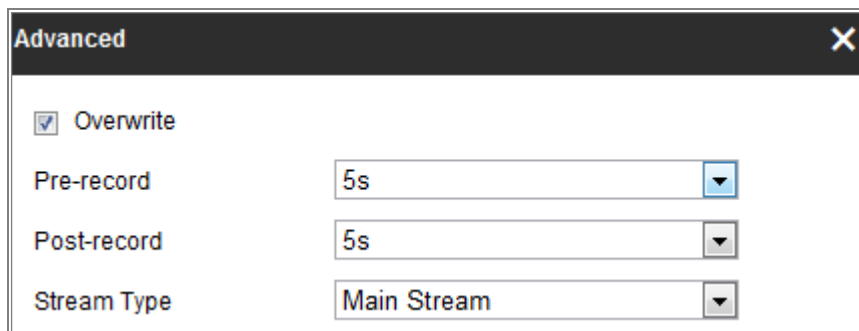 Advanced
Overwrite
Pre-record 5s
Post-record 5s
Stream Type Main Stream